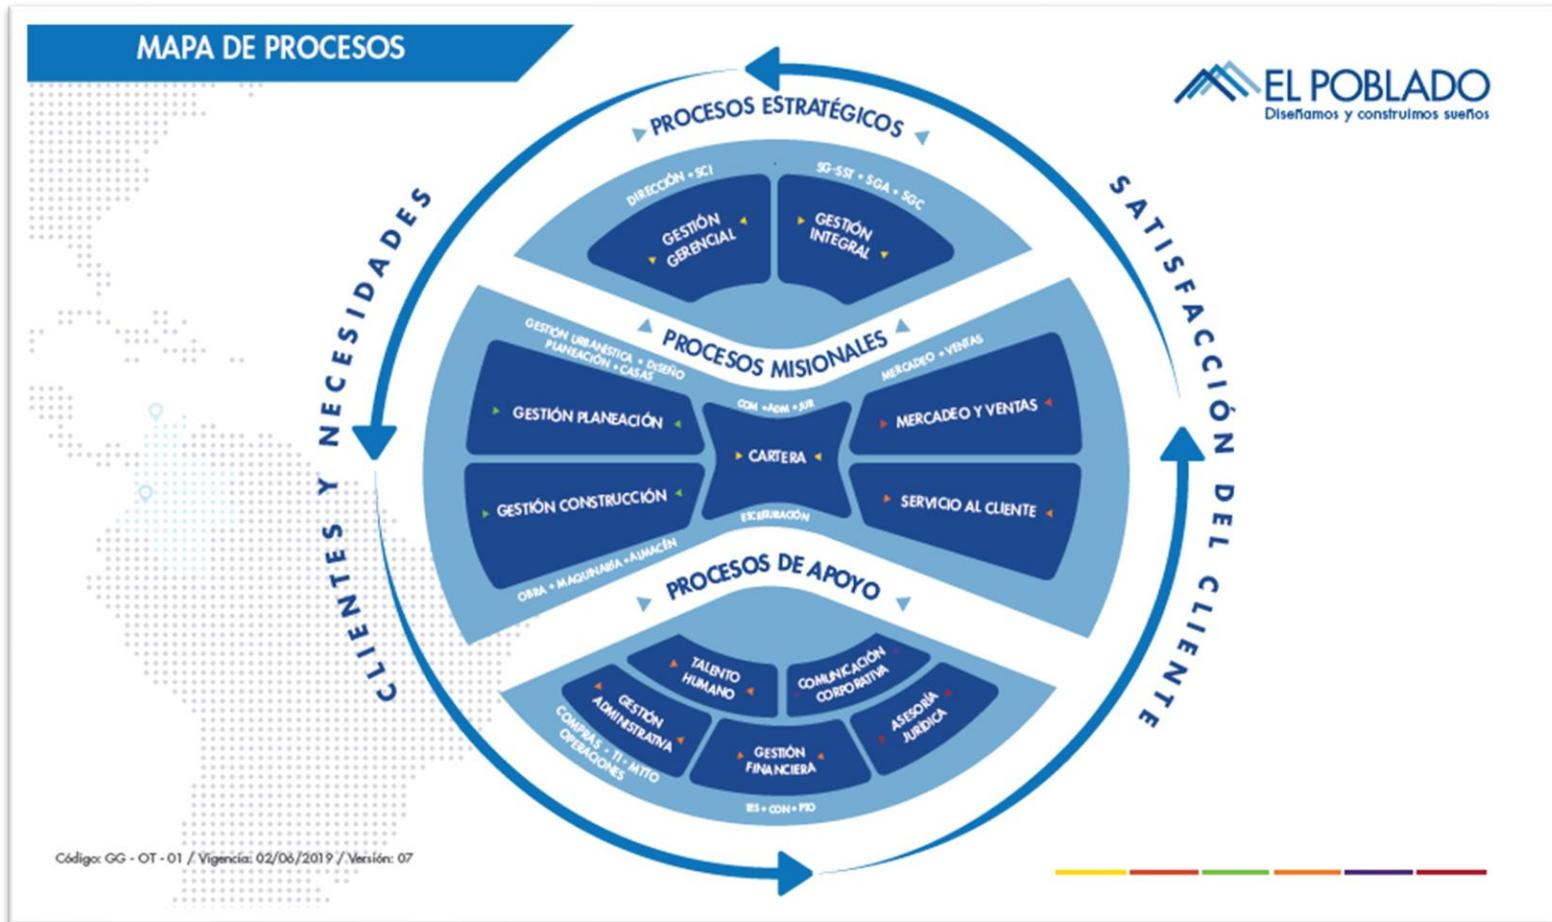 MAPA DE PROCESOS
EL POBLADO
Diseñamos y construimos sueños
PROCESOS ESTRATÉGICOS
DIRECCIÓN • SCI
SG-SST • SGA • SGC
GESTIÓN
GERENCIAL
GESTIÓN
INTEGRAL
CLIENTES Y NECESIDADES
SATISFACCIÓN DEL CLIENTE
PROCESOS MISIONALES
GESTIÓN URBANÍSTICA • DISEÑO
PLANEACIÓN • CASAS
MERCADEO • VENTAS
COM • ADM • JUR
GESTIÓN PLANEACIÓN
MERCADEO Y VENTAS
CARTERA
GESTIÓN CONSTRUCCIÓN
SERVICIO AL CLIENTE
OBRA • MAQUINARIA • ALMACÉN
PROCESOS DE APOYO
TALENTO
HUMANO
COMUNICACIÓN
CORPORATIVA
GESTIÓN
ADMINISTRATIVA
ASESORÍA
JURÍDICA
GESTIÓN
FINANCIERA
COMPRAS • TI • MTTO
OPERACIONES
TES • CON • PTO
Código: GG - OT - 01 / Vigencia: 02/06/2019 / Versión: 07